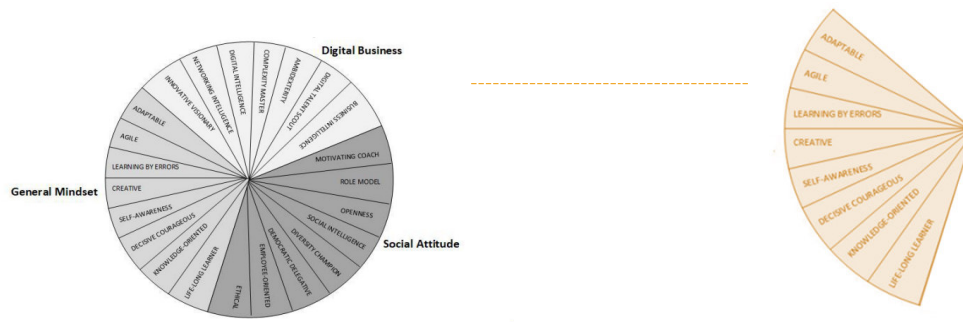 Digital Business
INNOVATIVE VISIONARY
NETWORKING INTELLIGENCE
DIGITAL INTELLIGENCE
COMPLEXITY MASTER
AMBIDEXTERITY
DIGITAL TALENT SCOUT
BUSINESS INTELLIGENCE
Social Attitude
MOTIVATING COACH
ROLE MODEL
OPENNESS
SOCIAL INTELLIGENCE
DIVERSITY CHAMPION
DEMOCRATIC DELEGATIVE
EMPLOYEE-ORIENTED
ETHICAL
General Mindset
ADAPTABLE
AGILE
LEARNING BY ERRORS
CREATIVE
SELF-AWARENESS
DECISIVE COURAGEOUS
KNOWLEDGE-ORIENTED
LIFE-LONG LEARNER
ADAPTABLE
AGILE
LEARNING BY ERRORS
CREATIVE
SELF-AWARENESS
DECISIVE COURAGEOUS
KNOWLEDGE-ORIENTED
LIFE-LONG LEARNER